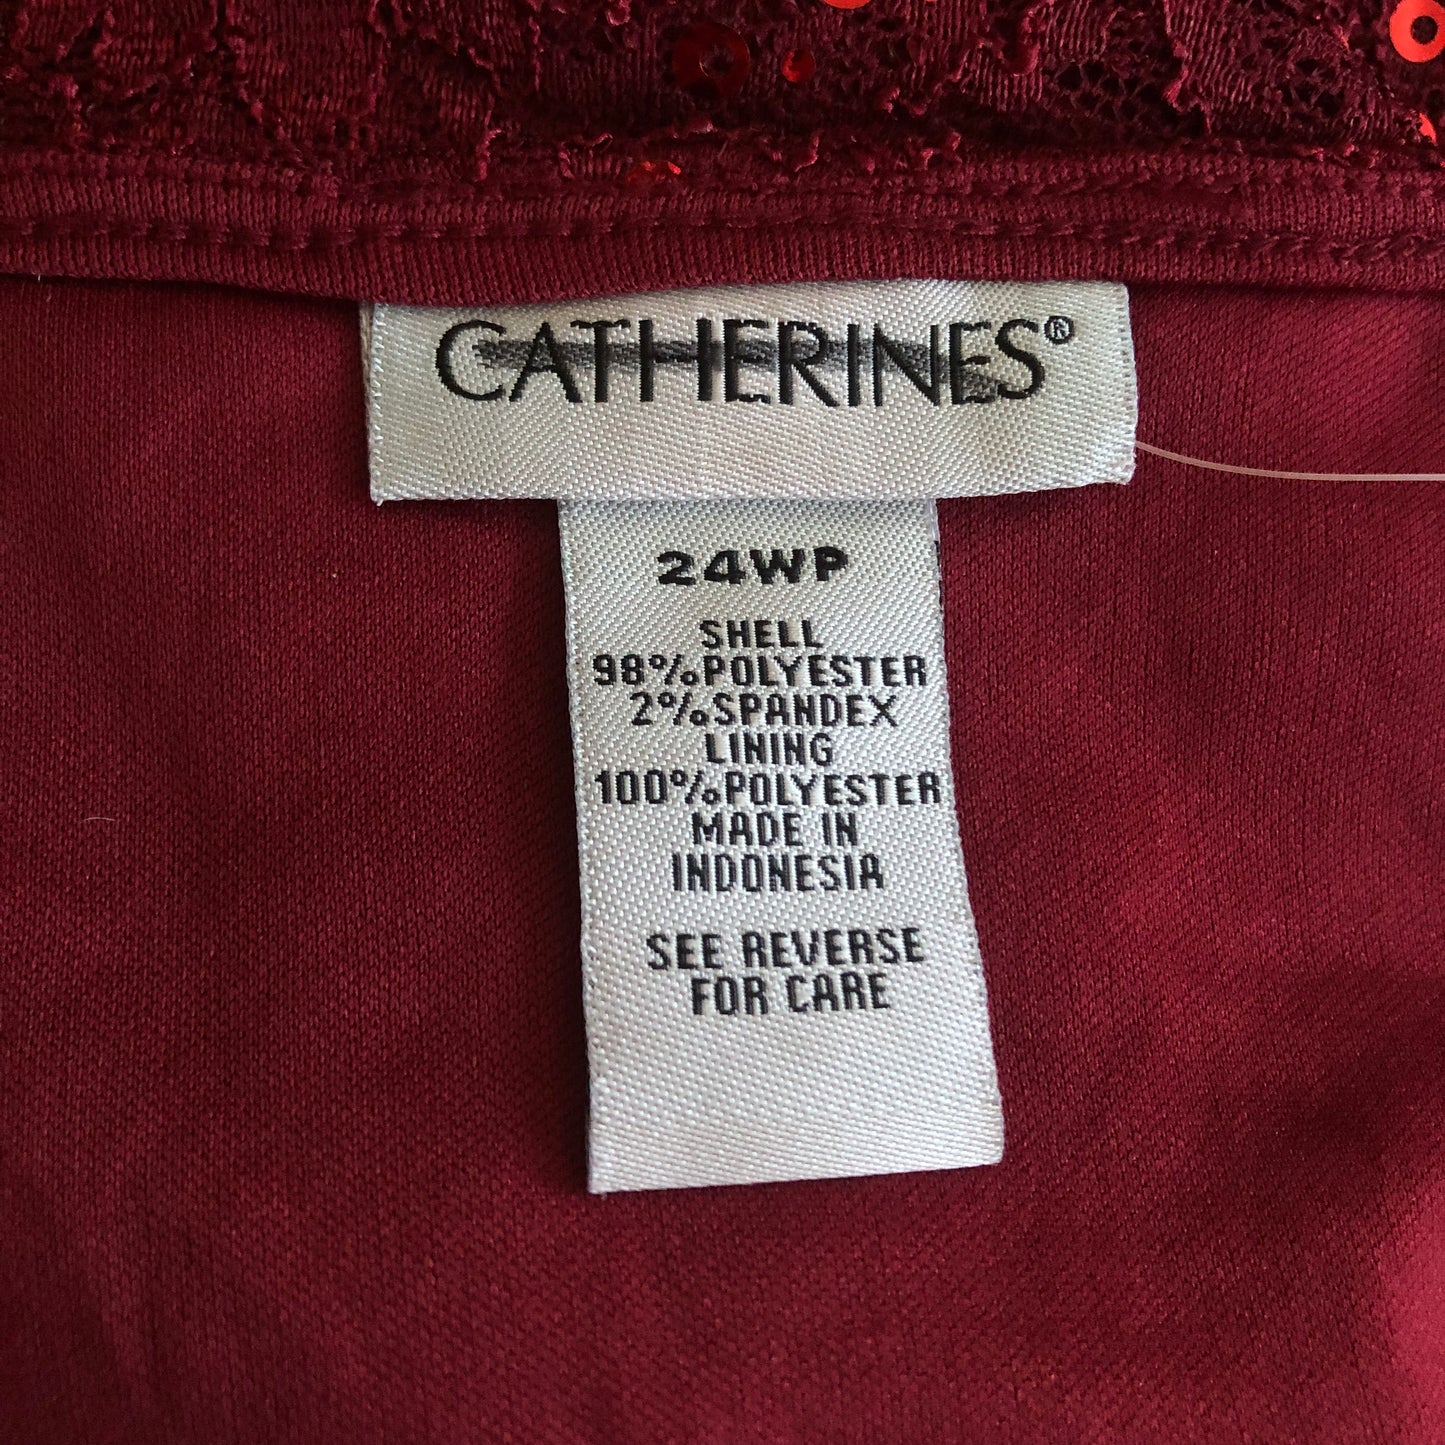 CATHERINES®
24WP
SHELL
98%POLYESTER
2%SPANDEX
LINING
100%POLYESTER
MADE IN
INDONESIA
SEE REVERSE
FOR CARE